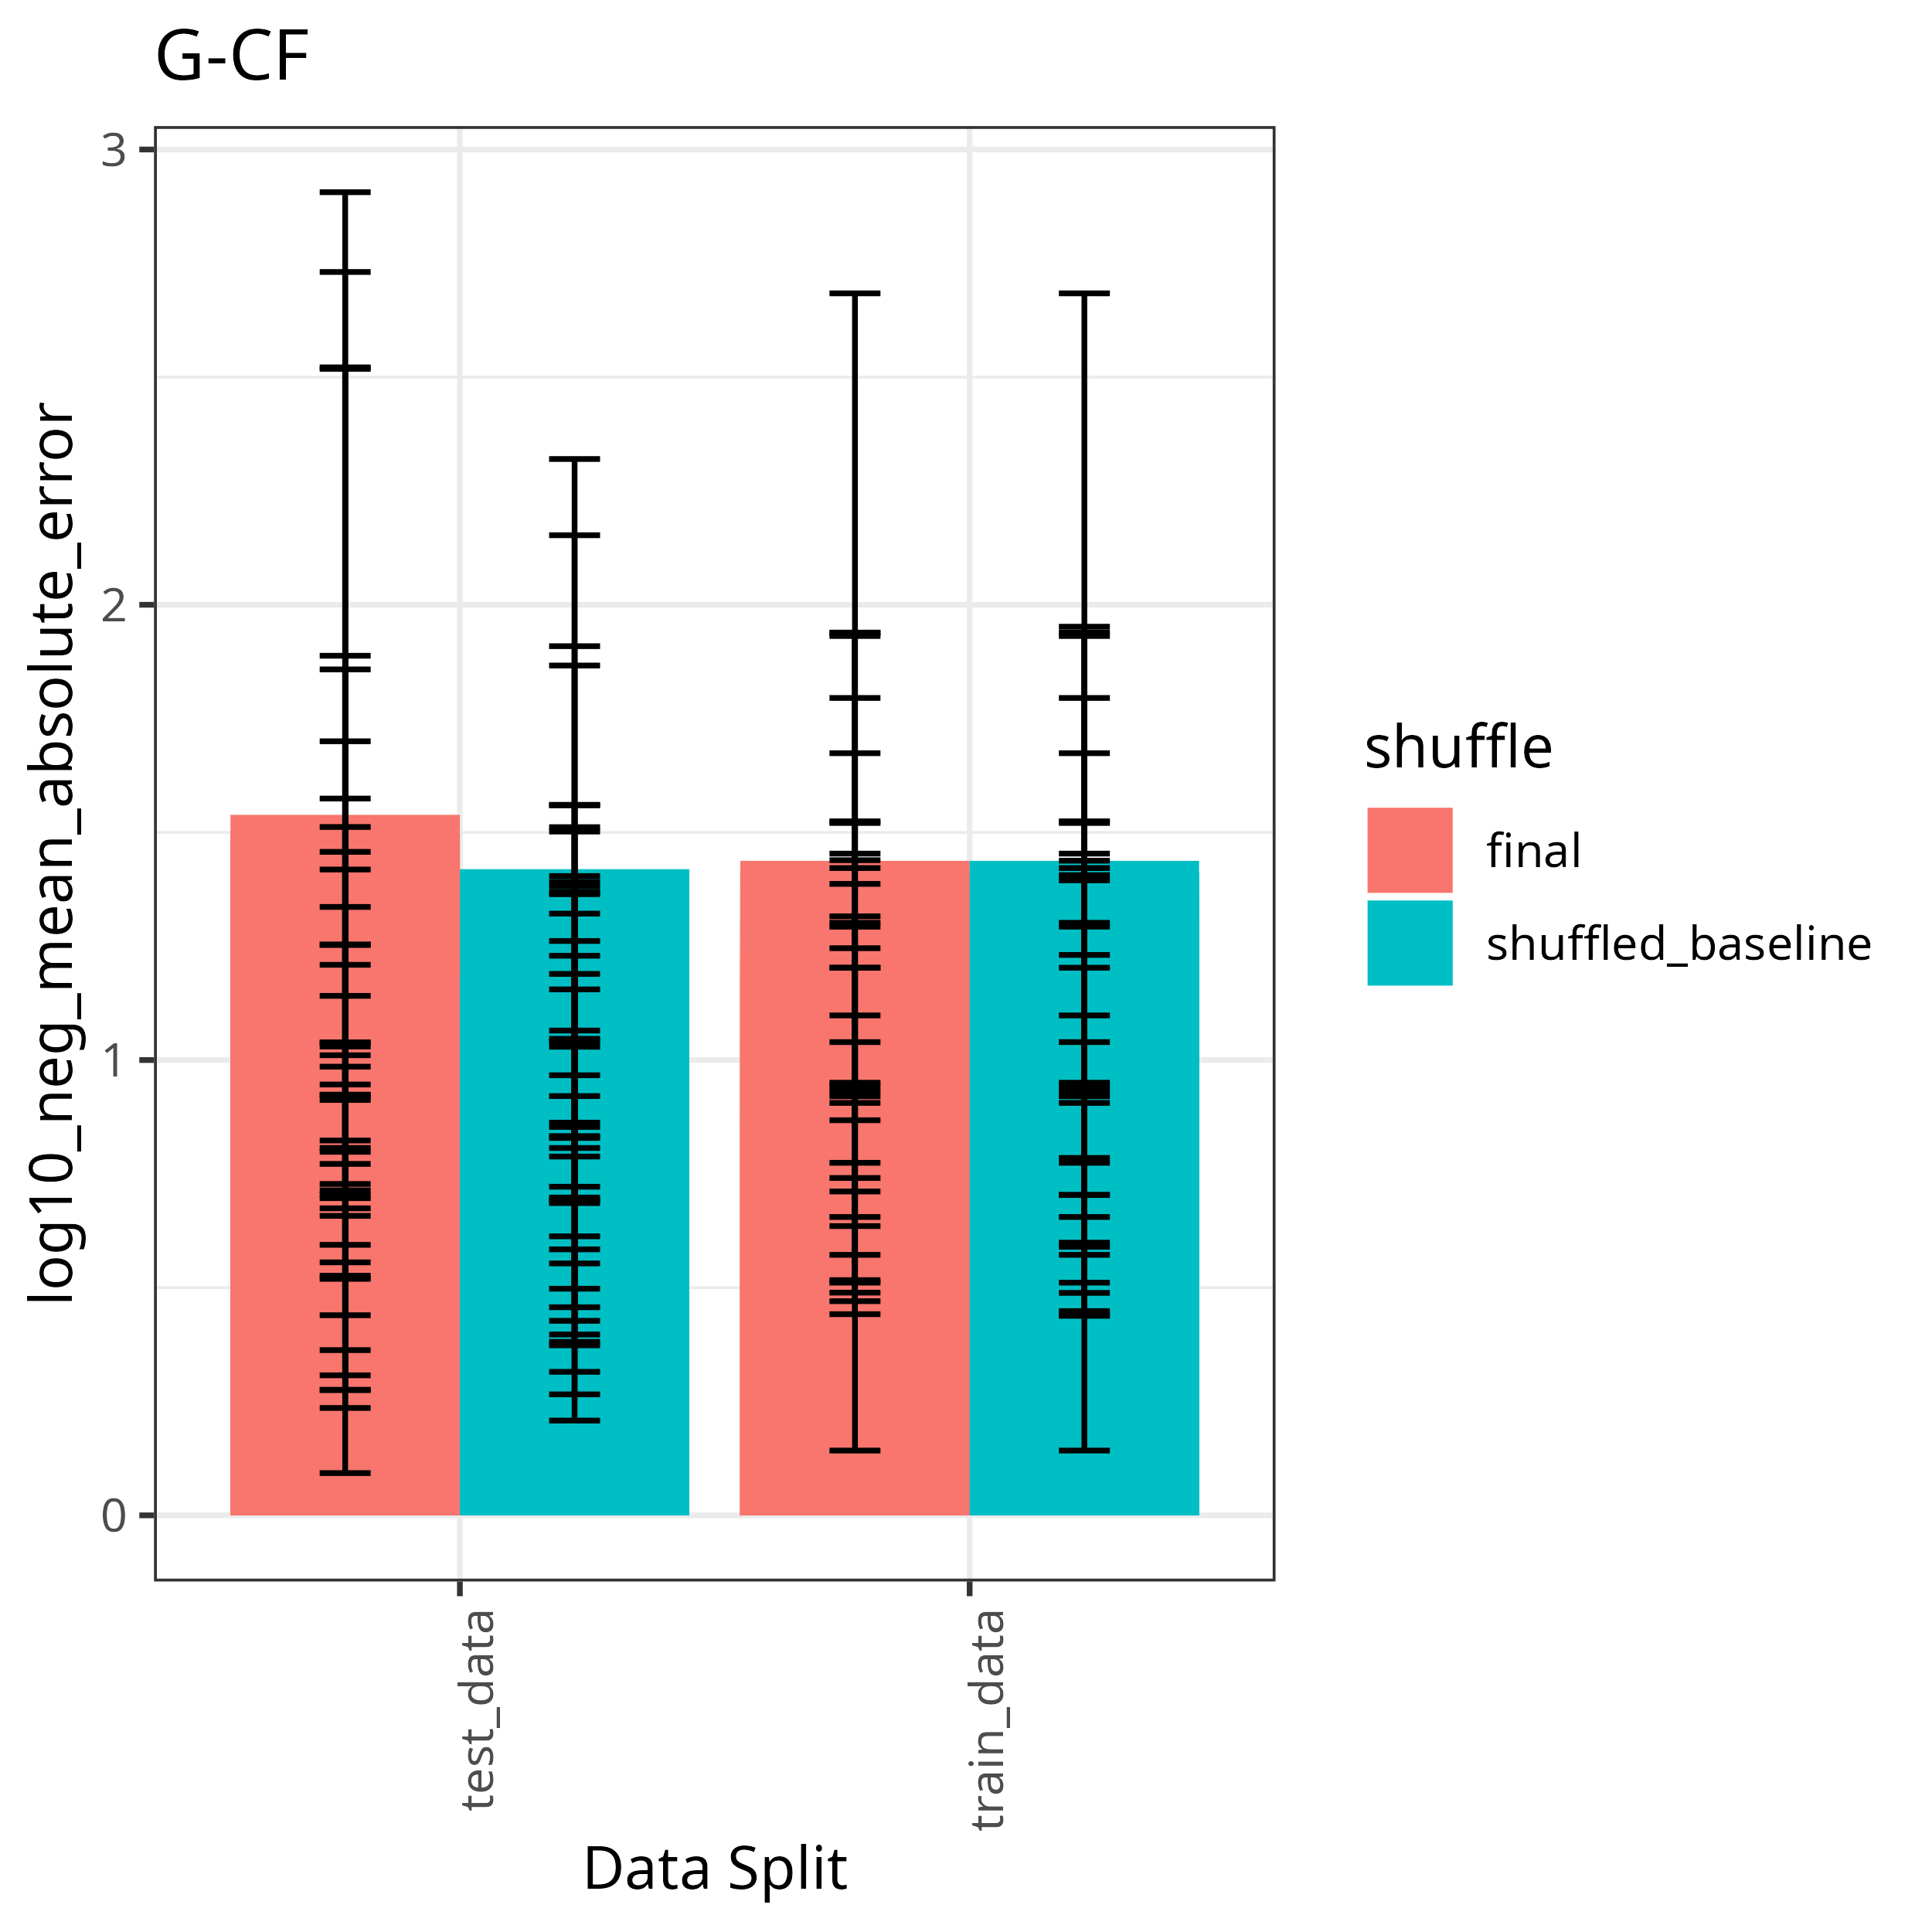 G-CF
log10_neg_mean_absolute_error
3
2
1
0
test_data
train_data
Data Split
shuffle
final
shuffled_baseline